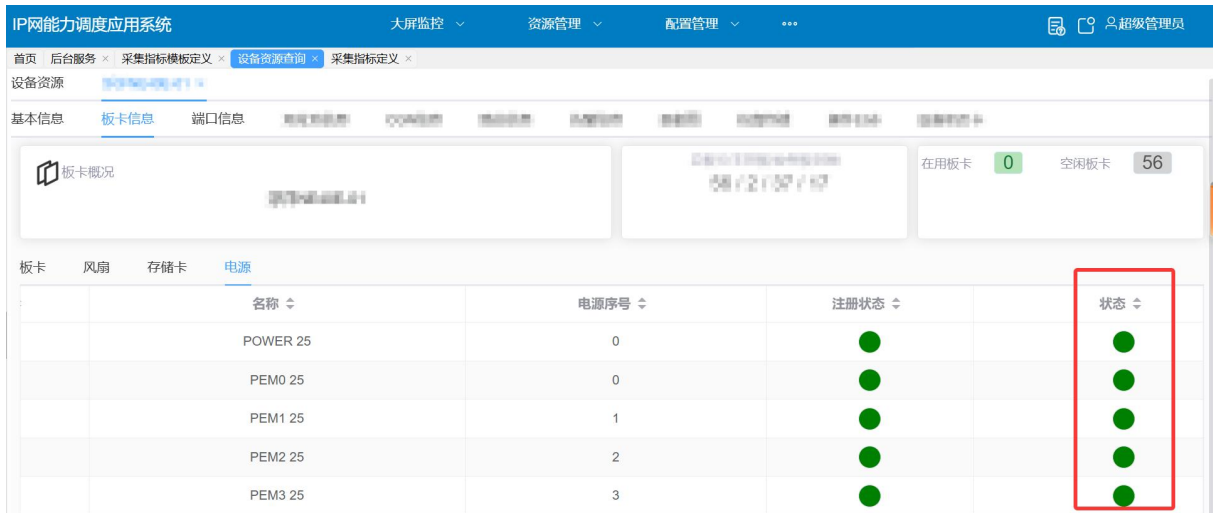 IP网能力调度应用系统 大屏监控 资源管理 配置管理 超级管理员
首页 后台服务 × 采集指标模板定义 × 设备资源查询 × 采集指标定义 ×
设备资源
基本信息 板卡信息 端口信息
板卡概况 在用板卡 0 空闲板卡 56
板卡 风扇 存储卡 电源
名称 电源序号 注册状态 状态
POWER 25 0
PEM0 25 0
PEM1 25 1
PEM2 25 2
PEM3 25 3